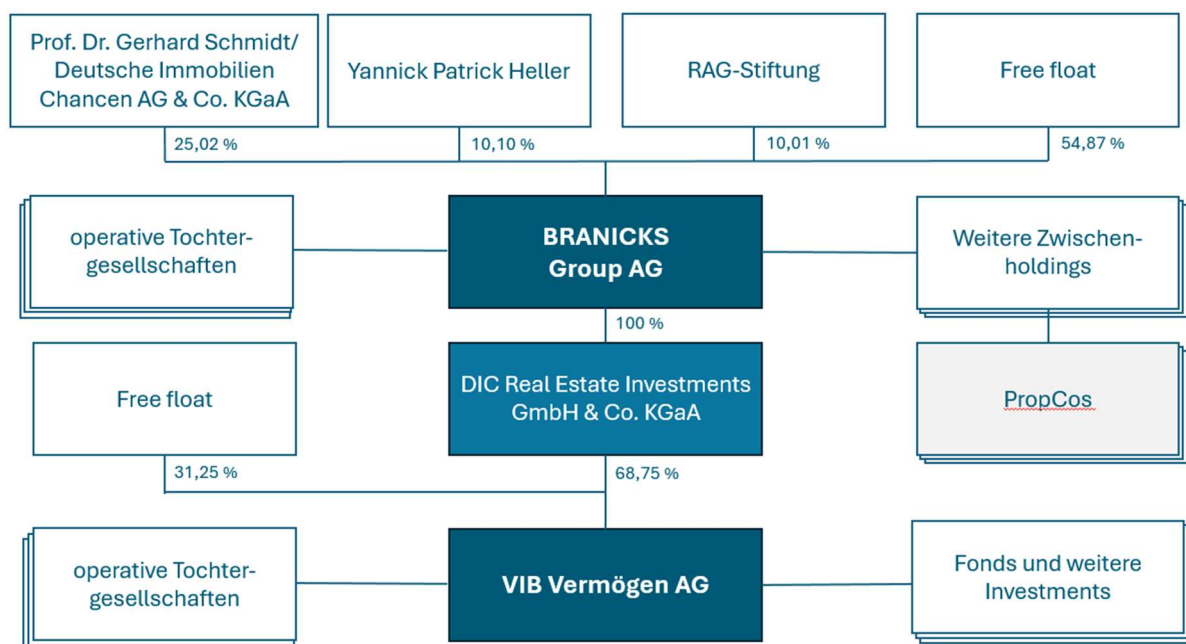 Prof. Dr. Gerhard Schmidt/
Deutsche Immobilien
Chancen AG & Co. KGaA
Yannick Patrick Heller
RAG-Stiftung
Free float
25,02 %
10,10 %
10,01 %
54,87 %
operative Tochter-
gesellschaften
BRANICKS
Group AG
Weitere Zwischen-
holdings
100 %
Free float
DIC Real Estate Investments
GmbH & Co. KGaA
PropCos
31,25 %
68,75 %
operative Tochter-
gesellschaften
VIB Vermögen AG
Fonds und weitere
Investments